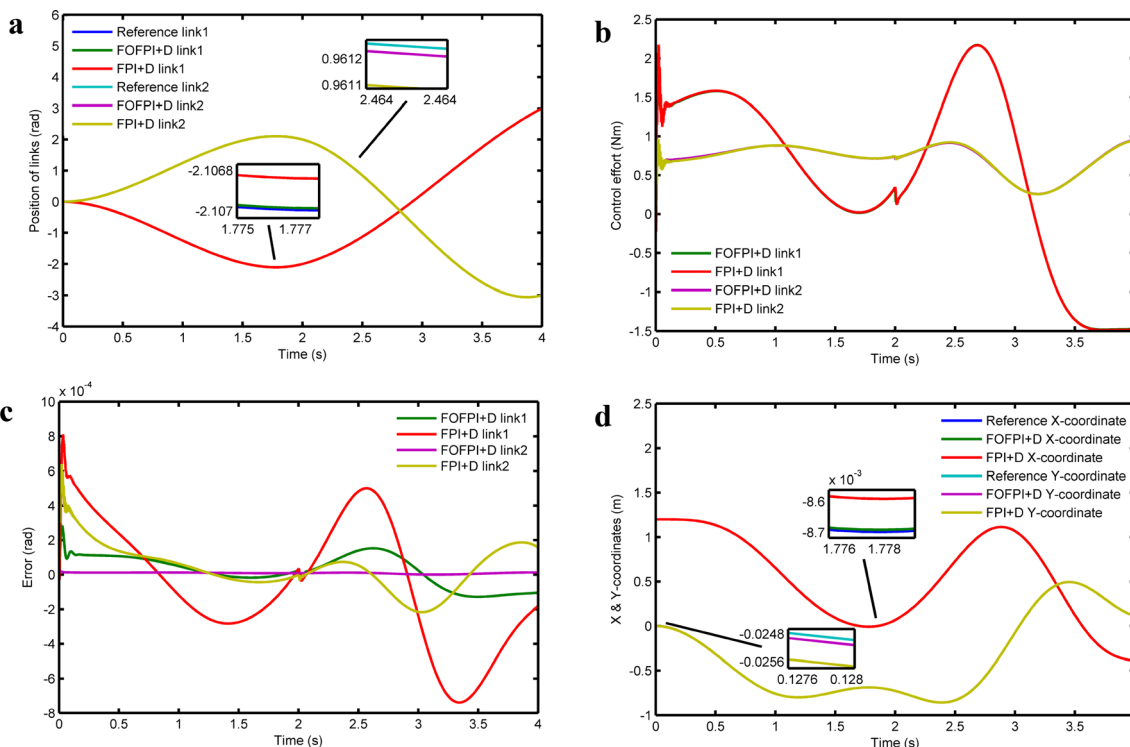 a
Reference link1
FOFPI+D link1
FPI+D link1
Reference link2
FOFPI+D link2
FPI+D link2
6
5
4
3
2
1
0
-1
-2
-3
-4
Position of links (rad)
0.9612
0.9611
2.464 2.464
-2.1068
-2.107
1.775 1.777
0 0.5 1 1.5 2 2.5 3 3.5 4
Time (s)
b
2.5
2
1.5
1
0.5
0
-0.5
-1
-1.5
Control effort (Nm)
FOFPI+D link1
FPI+D link1
FOFPI+D link2
FPI+D link2
0 0.5 1 1.5 2 2.5 3 3.5 4
Time (s)
c
x 10-4
10
8
6
4
2
0
-2
-4
-6
-8
Error (rad)
FOFPI+D link1
FPI+D link1
FOFPI+D link2
FPI+D link2
0 0.5 1 1.5 2 2.5 3 3.5 4
Time (s)
d
2.5
2
1.5
1
0.5
0
-0.5
-1
X & Y-coordinates (m)
Reference X-coordinate
FOFPI+D X-coordinate
FPI+D X-coordinate
Reference Y-coordinate
FOFPI+D Y-coordinate
FPI+D Y-coordinate
x 10-3
-8.6
-8.7
1.776 1.778
-0.0248
-0.0256
0.1276 0.128
0 0.5 1 1.5 2 2.5 3 3.5 4
Time (s)